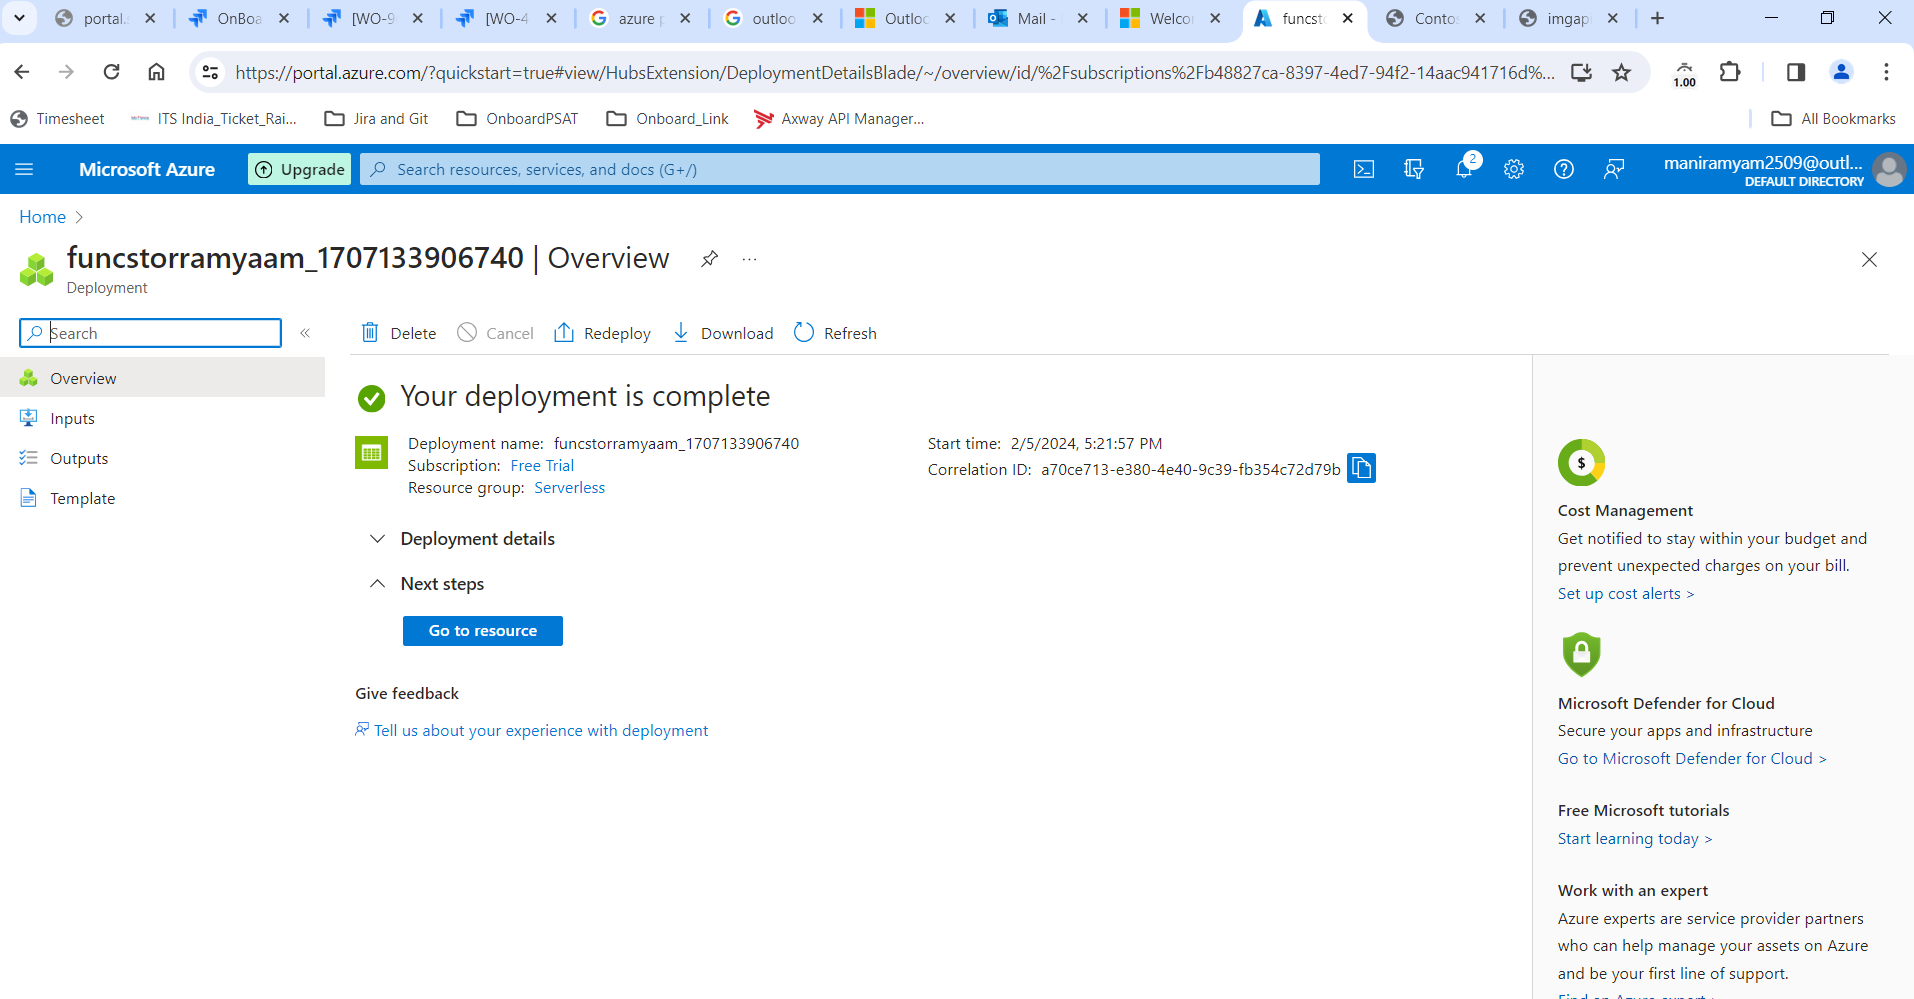 portal.
OnBoa
[WO-9
[WO-4
azure p
outloo
Outloo
Mail -
Welco
funcst
Conto
imgap
https://portal.azure.com/?quickstart=true#view/HubsExtension/DeploymentDetailsBlade/~/overview/id/%2Fsubscriptions%2Fb48827ca-8397-4ed7-94f2-14aac941716d%...
1.00
Timesheet
ITS India_Ticket_Rai...
Jira and Git
OnboardPSAT
Onboard_Link
Axway API Manager...
All Bookmarks
Microsoft Azure
Upgrade
Search resources, services, and docs (G+/)
2
maniramyam2509@outl...
DEFAULT DIRECTORY
Home
funcstorramyaam_1707133906740 | Overview
Deployment
Search
Delete
Cancel
Redeploy
Download
Refresh
Overview
Inputs
Outputs
Template
Your deployment is complete
Deployment name: funcstorramyaam_1707133906740
Subscription: Free Trial
Resource group: Serverless
Start time: 2/5/2024, 5:21:57 PM
Correlation ID: a70ce713-e380-4e40-9c39-fb354c72d79b
Deployment details
Next steps
Go to resource
Give feedback
Tell us about your experience with deployment
$
Cost Management
Get notified to stay within your budget and
prevent unexpected charges on your bill.
Set up cost alerts >
Microsoft Defender for Cloud
Secure your apps and infrastructure
Go to Microsoft Defender for Cloud >
Free Microsoft tutorials
Start learning today >
Work with an expert
Azure experts are service provider partners
who can help manage your assets on Azure
and be your first line of support.
Find an Azure expert >